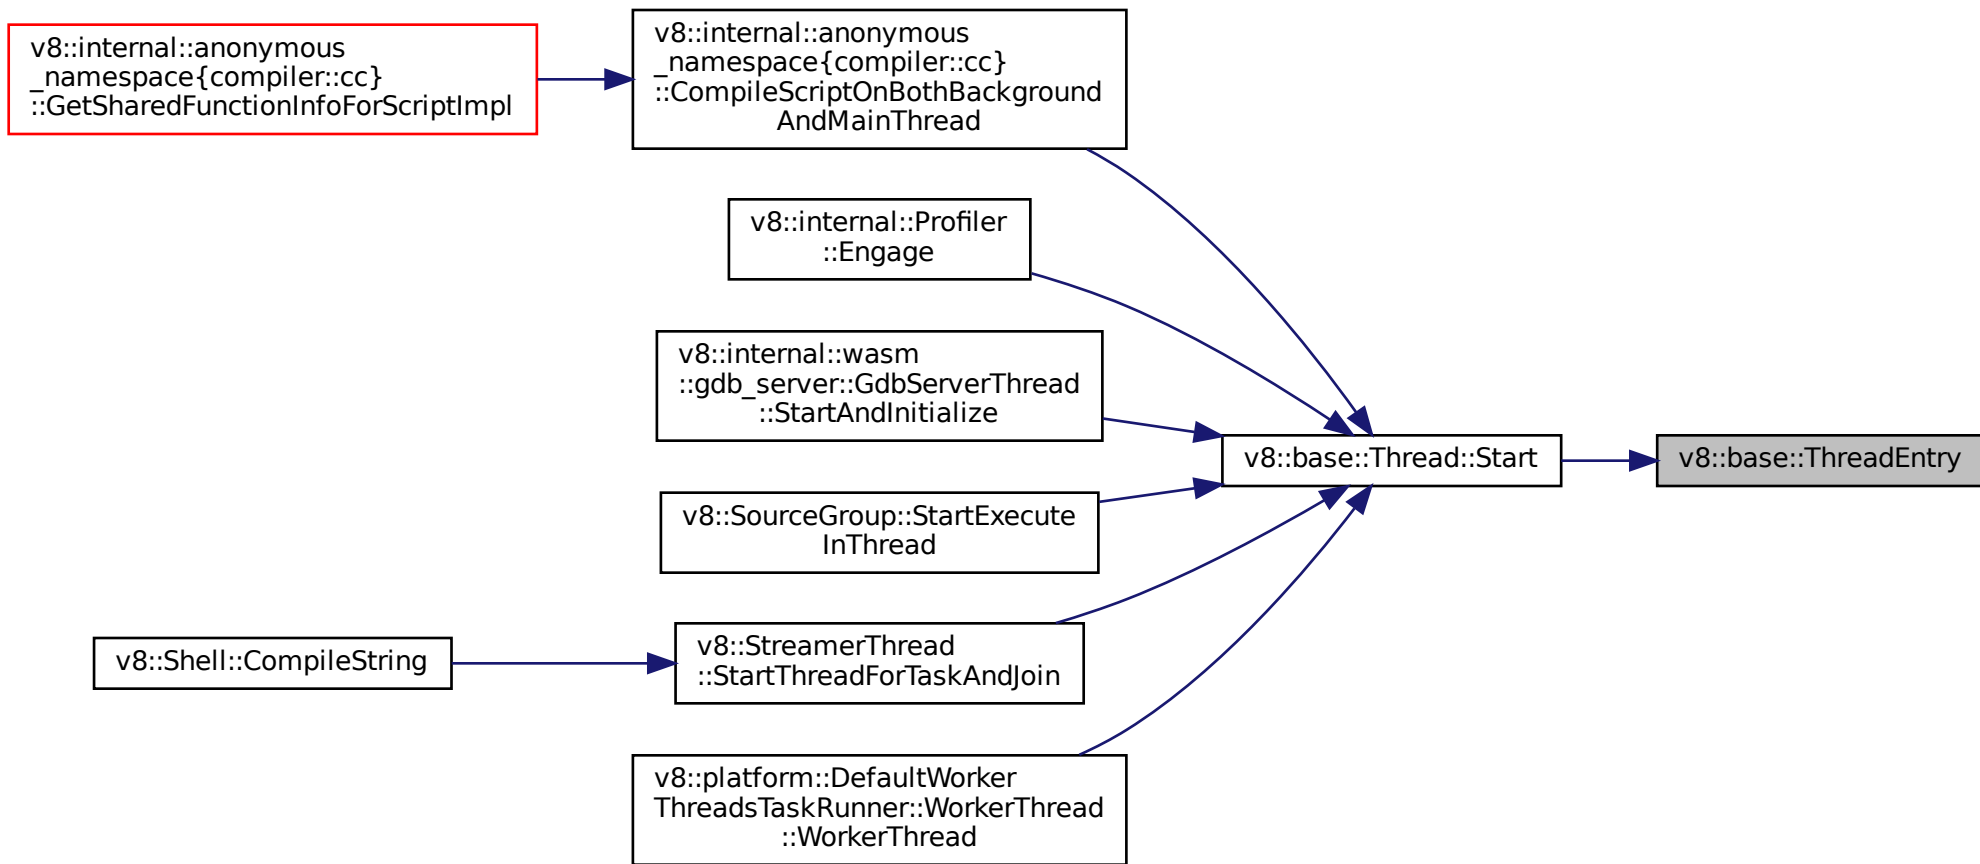 v8::internal::anonymous
_namespace{compiler::cc}
::GetSharedFunctionInfoForScriptImpl
v8::internal::anonymous
_namespace{compiler::cc}
::CompileScriptOnBothBackground
AndMainThread
v8::internal::Profiler
::Engage
v8::internal::wasm
::gdb_server::GdbServerThread
::StartAndInitialize
v8::base::Thread::Start
v8::base::ThreadEntry
v8::SourceGroup::StartExecute
InThread
v8::Shell::CompileString
v8::StreamerThread
::StartThreadForTaskAndJoin
v8::platform::DefaultWorker
ThreadsTaskRunner::WorkerThread
::WorkerThread